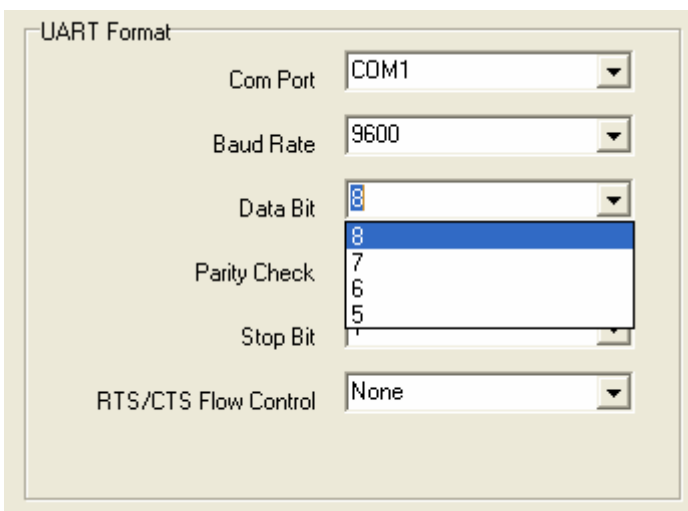 UART Format
Com Port COM1
Baud Rate 9600
Data Bit 8
8
Parity Check 7
6
5
Stop Bit
RTS/CTS Flow Control None